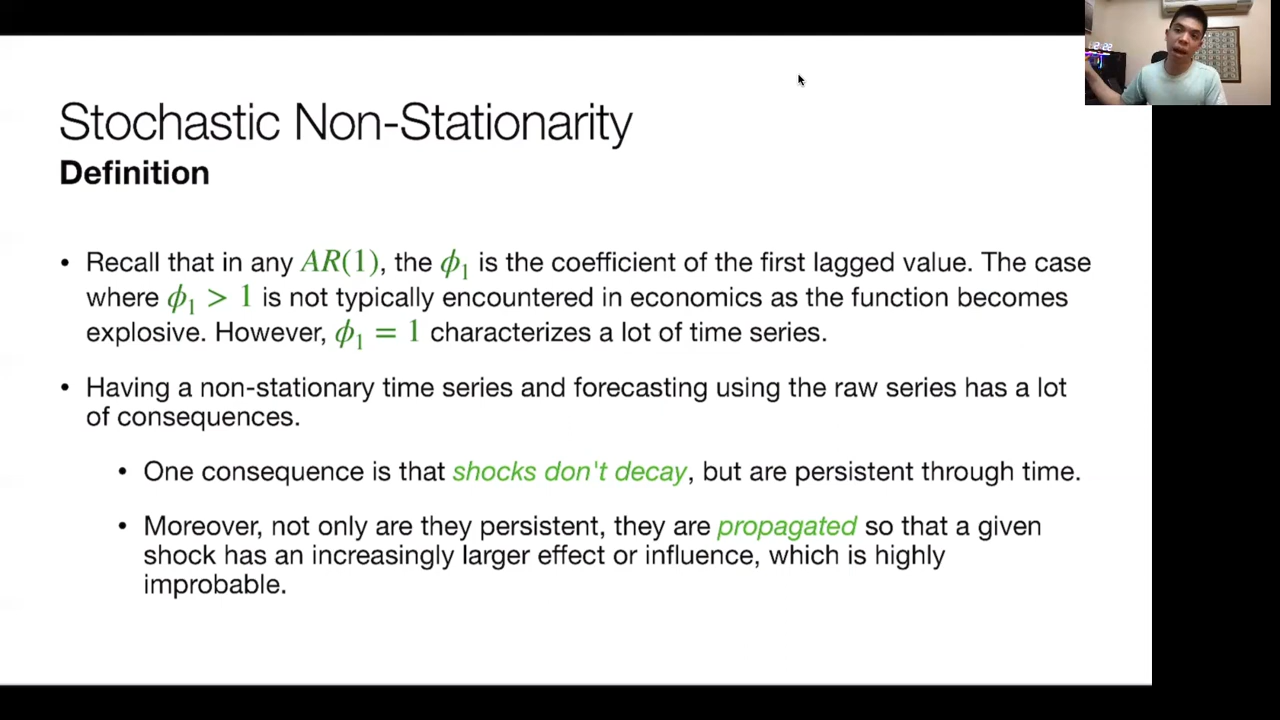 Stochastic Non-Stationarity
Definition
• Recall that in any AR(1), the ϕ₁ is the coefficient of the first lagged value. The case
where ϕ₁ > 1 is not typically encountered in economics as the function becomes
explosive. However, ϕ₁ = 1 characterizes a lot of time series.
• Having a non-stationary time series and forecasting using the raw series has a lot
of consequences.
• One consequence is that shocks don't decay, but are persistent through time.
• Moreover, not only are they persistent, they are propagated so that a given
shock has an increasingly larger effect or influence, which is highly
improbable.